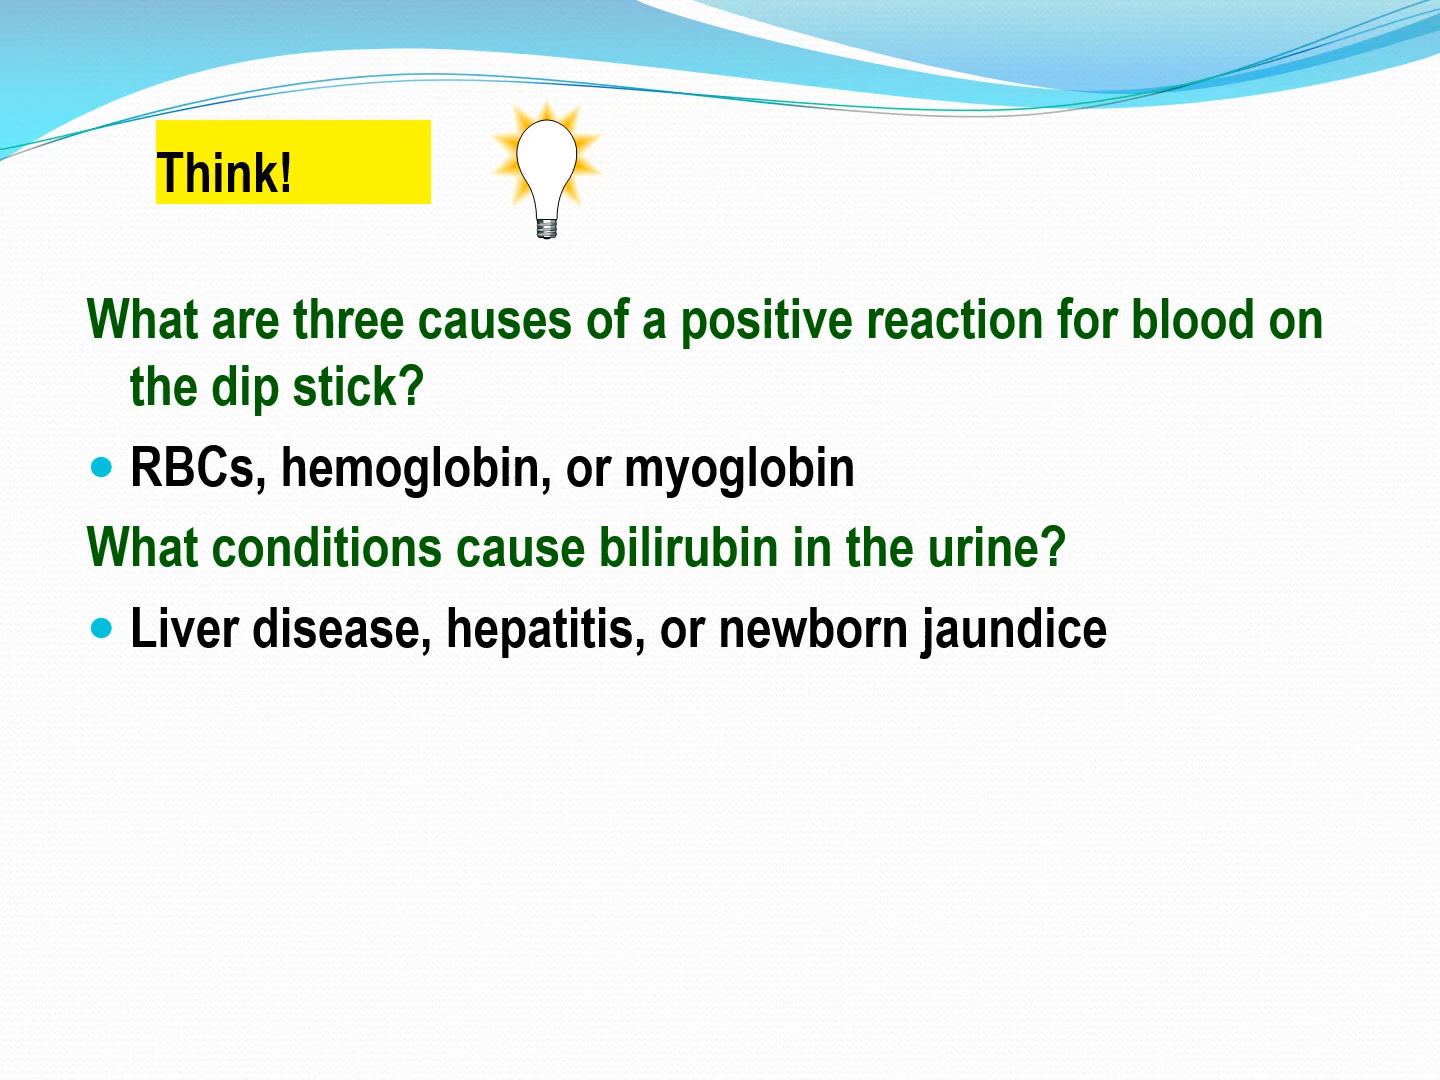 Think!
What are three causes of a positive reaction for blood on
the dip stick?
• RBCs, hemoglobin, or myoglobin
What conditions cause bilirubin in the urine?
• Liver disease, hepatitis, or newborn jaundice